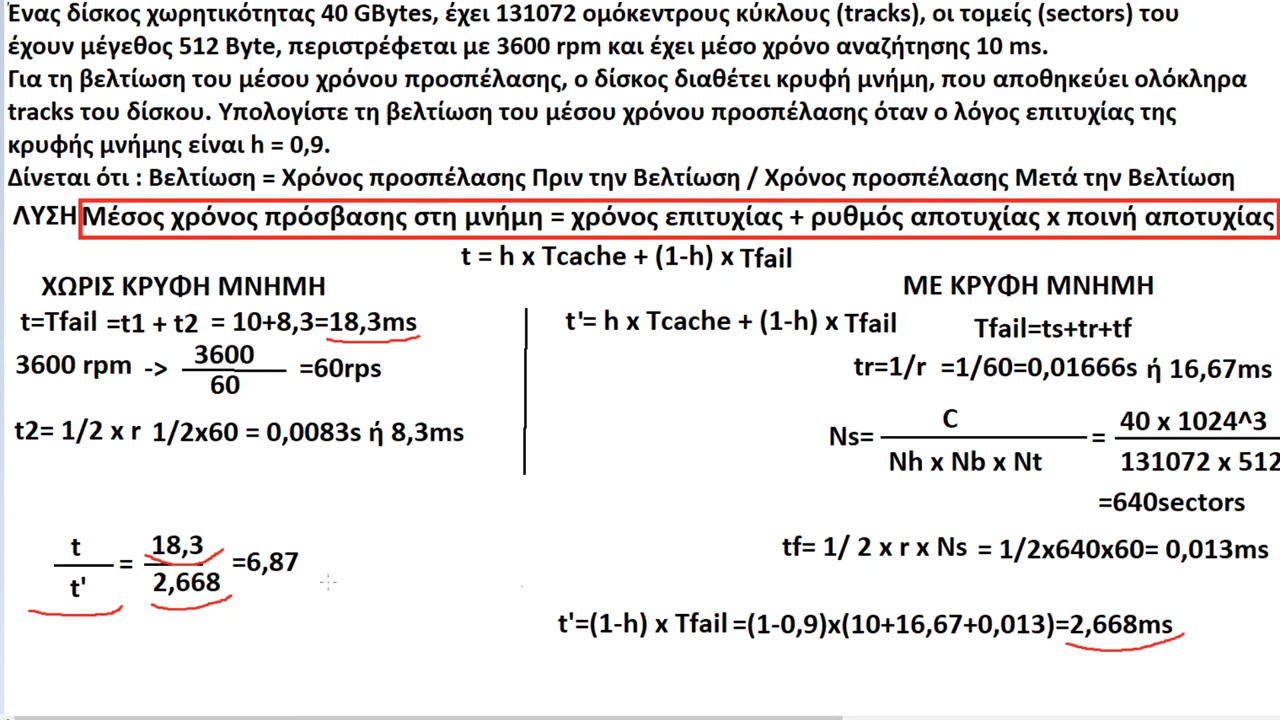 Ένας δίσκος χωρητικότητας 40 GBytes, έχει 131072 ομόκεντρους κύκλους (tracks), οι τομείς (sectors) του
έχουν μέγεθος 512 Byte, περιστρέφεται με 3600 rpm και έχει μέσο χρόνο αναζήτησης 10 ms.
Για τη βελτίωση του μέσου χρόνου προσπέλασης, ο δίσκος διαθέτει κρυφή μνήμη, που αποθηκεύει ολόκληρα
tracks του δίσκου. Υπολογίστε τη βελτίωση του μέσου χρόνου προσπέλασης όταν ο λόγος επιτυχίας της
κρυφής μνήμης είναι h = 0,9.
Δίνεται ότι : Βελτίωση = Χρόνος προσπέλασης Πριν την Βελτίωση / Χρόνος προσπέλασης Μετά την Βελτίωση
ΛΥΣΗ Μέσος χρόνος πρόσβασης στη μνήμη = χρόνος επιτυχίας + ρυθμός αποτυχίας x ποινή αποτυχίας
t = h x Tcache + (1-h) x Tfail
ΧΩΡΙΣ ΚΡΥΦΗ ΜΝΗΜΗ
t=Tfail =t1 + t2 = 10+8,3=18,3ms
3600 rpm -> 3600
60 =60rps
t2= 1/2 x r 1/2x60 = 0,0083s ή 8,3ms
t
t' = 18,3
2,668 =6,87
ΜΕ ΚΡΥΦΗ ΜΝΗΜΗ
t'= h x Tcache + (1-h) x Tfail Tfail=ts+tr+tf
tr=1/r =1/60=0,01666s ή 16,67ms
Ns= C
Nh x Nb x Nt = 40 x 1024^3
131072 x 512
=640sectors
tf= 1/ 2 x r x Ns = 1/2x640x60= 0,013ms
t'=(1-h) x Tfail =(1-0,9)x(10+16,67+0,013)=2,668ms